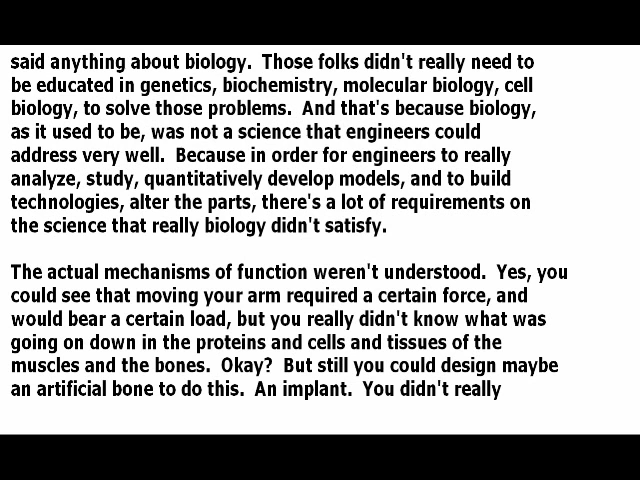 said anything about biology.  Those folks didn't really need to
be educated in genetics, biochemistry, molecular biology, cell
biology, to solve those problems.  And that's because biology,
as it used to be, was not a science that engineers could
address very well.  Because in order for engineers to really
analyze, study, quantitatively develop models, and to build
technologies, alter the parts, there's a lot of requirements on
the science that really biology didn't satisfy.

The actual mechanisms of function weren't understood.  Yes, you
could see that moving your arm required a certain force, and
would bear a certain load, but you really didn't know what was
going on down in the proteins and cells and tissues of the
muscles and the bones.  Okay?  But still you could design maybe
an artificial bone to do this.  An implant.  You didn't really